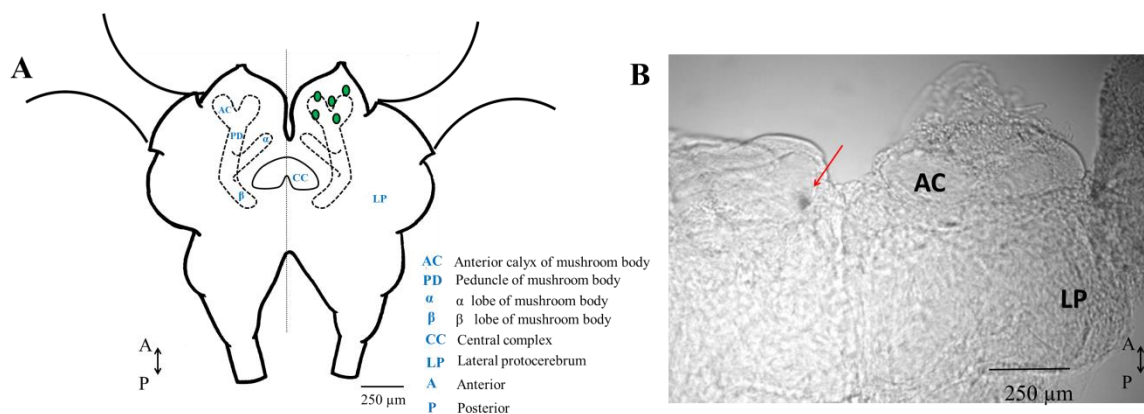 A
AC
PD
α
CC
β
LP
AC Anterior calyx of mushroom body
PD Peduncle of mushroom body
α α lobe of mushroom body
β β lobe of mushroom body
CC Central complex
LP Lateral protocerebrum
A Anterior
P Posterior
A
P
250 μm
B
AC
LP
A
P
250 μm